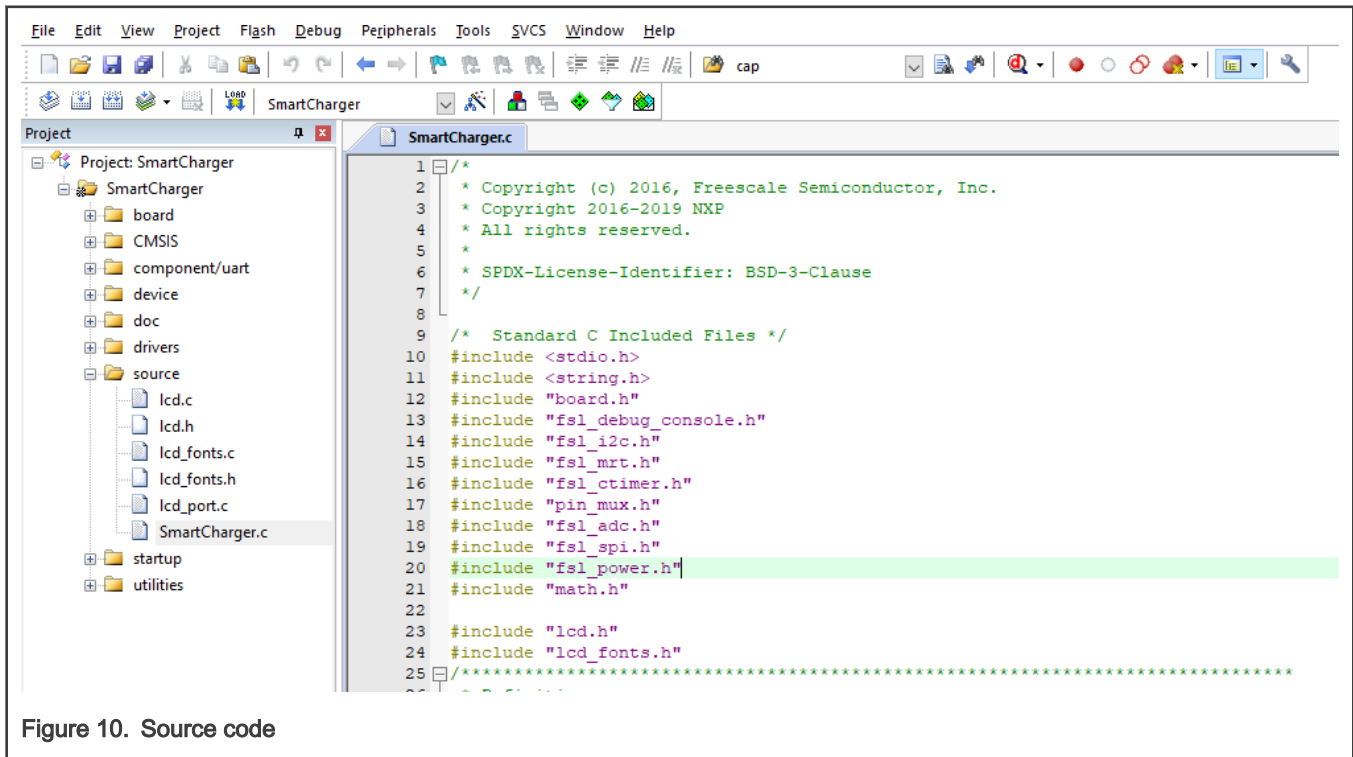 File Edit View Project Flash Debug Peripherals Tools SVCS Window Help
cap
LOAD
SmartCharger
Project
SmartCharger.c
Project: SmartCharger
SmartCharger
board
CMSIS
component/uart
device
doc
drivers
source
lcd.c
lcd.h
lcd_fonts.c
lcd_fonts.h
lcd_port.c
SmartCharger.c
startup
utilities
1 /*
2 * Copyright (c) 2016, Freescale Semiconductor, Inc.
3 * Copyright 2016-2019 NXP
4 * All rights reserved.
5 *
6 * SPDX-License-Identifier: BSD-3-Clause
7 */
8
9 /* Standard C Included Files */
10 #include <stdio.h>
11 #include <string.h>
12 #include "board.h"
13 #include "fsl_debug_console.h"
14 #include "fsl_i2c.h"
15 #include "fsl_mrt.h"
16 #include "fsl_ctimer.h"
17 #include "pin_mux.h"
18 #include "fsl_adc.h"
19 #include "fsl_spi.h"
20 #include "fsl_power.h"
21 #include "math.h"
22
23 #include "lcd.h"
24 #include "lcd_fonts.h"
25 /*******************************************************************************
Figure 10. Source code